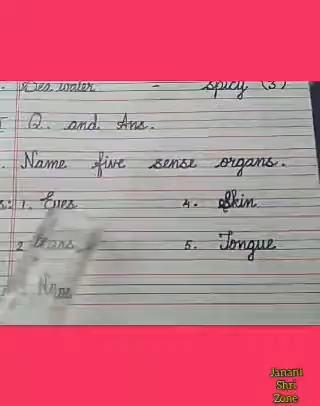 . Sea water - spicy (3)
I Q. and Ans.
. Name five sense organs.
s: 1. Eyes 4. Skin
2 Ears 5. Tongue
Nose
Janani
Shri
Zone